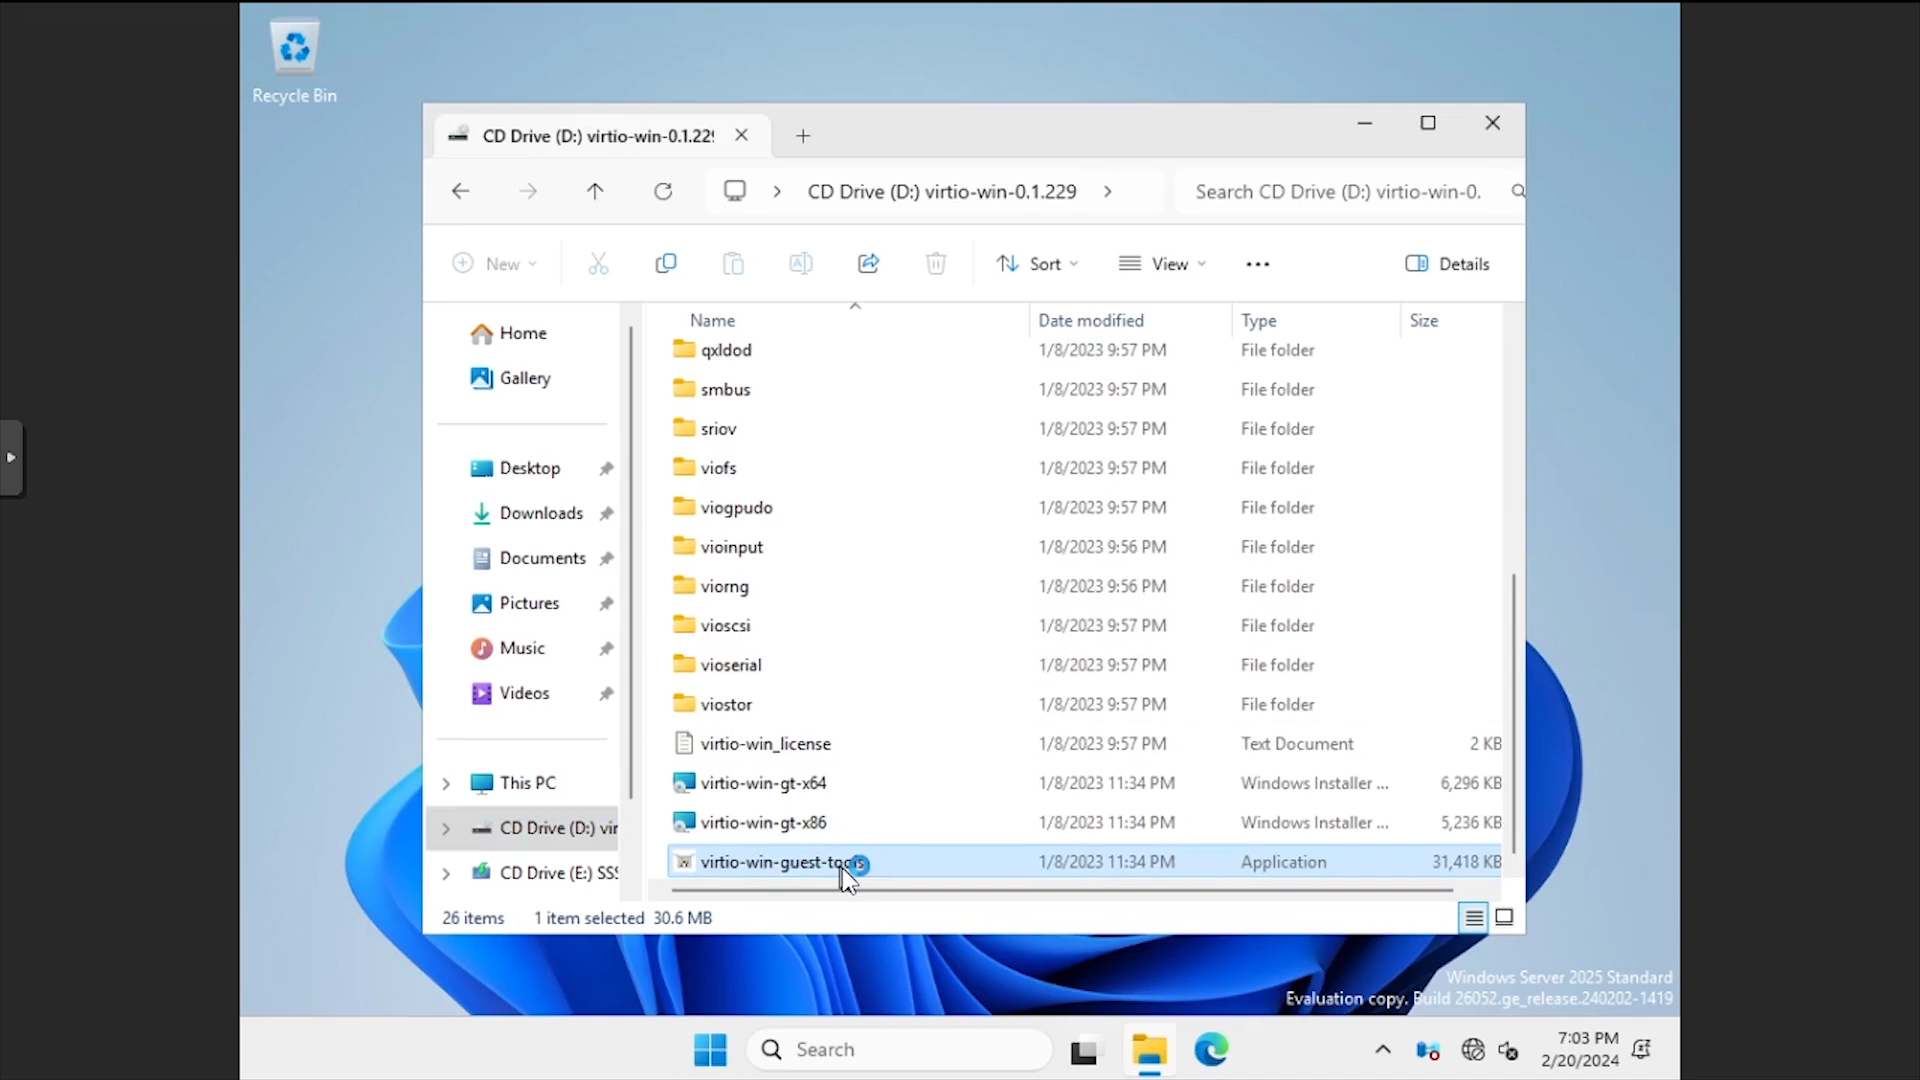 Recycle Bin
CD Drive (D:) virtio-win-0.1.229
CD Drive (D:) virtio-win-0.1.229
Search CD Drive (D:) virtio-win-0.
New
Sort
View
Details
Name Date modified Type Size
Home
Gallery
Desktop
Downloads
Documents
Pictures
Music
Videos
This PC
CD Drive (D:) vir
CD Drive (E:) SSS
qxldod 1/8/2023 9:57 PM File folder
smbus 1/8/2023 9:57 PM File folder
sriov 1/8/2023 9:57 PM File folder
viofs 1/8/2023 9:57 PM File folder
viogpudo 1/8/2023 9:57 PM File folder
vioinput 1/8/2023 9:56 PM File folder
viorng 1/8/2023 9:56 PM File folder
vioscsi 1/8/2023 9:57 PM File folder
vioserial 1/8/2023 9:57 PM File folder
viostor 1/8/2023 9:57 PM File folder
virtio-win_license 1/8/2023 9:57 PM Text Document 2 KB
virtio-win-gt-x64 1/8/2023 11:34 PM Windows Installer ... 6,296 KB
virtio-win-gt-x86 1/8/2023 11:34 PM Windows Installer ... 5,236 KB
virtio-win-guest-tools 1/8/2023 11:34 PM Application 31,418 KB
26 items 1 item selected 30.6 MB
Windows Server 2025 Standard
Evaluation copy. Build 26052.ge_release.240202-1419
Search
7:03 PM
2/20/2024